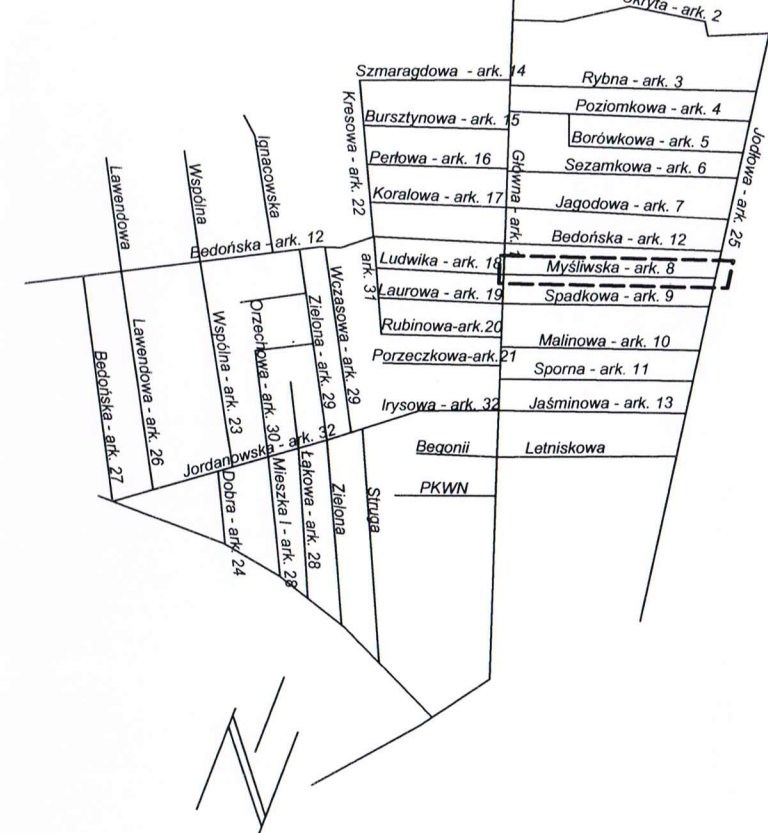 Skryta - ark. 2
Szmaragdowa - ark. 14
Rybna - ark. 3
Poziomkowa - ark. 4
Bursztynowa - ark. 15
Borówkowa - ark. 5
Kresowa - ark. 22
Główna - ark. 1
Jodłowa - ark. 25
Perłowa - ark. 16
Sezamkowa - ark. 6
Koralowa - ark. 17
Jagodowa - ark. 7
Ignacowska
Wspólna
Lawendowa
Bedońska - ark. 12
Bedońska - ark. 12
ark. 31
Ludwika - ark. 18
Myśliwska - ark. 8
Laurowa - ark. 19
Spadkowa - ark. 9
Rubinowa-ark.20
Malinowa - ark. 10
Porzeczkowa-ark.21
Sporna - ark. 11
Wczasowa - ark. 29
Zielona - ark. 29
Orzechowa - ark. 30
Wspólna - ark. 23
Lawendowa - ark. 26
Bedońska - ark. 27
Irysowa - ark. 32
Jaśminowa - ark. 13
Jordanowska - ark. 32
Begonii
Letniskowa
PKWN
Dobra - ark. 24
Mieszka I - ark. 28
Łąkowa - ark. 28
Zielona
Struga